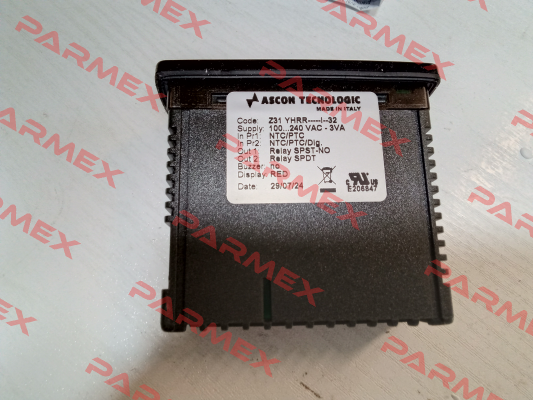 ASCON TECNOLOGIC
MADE IN ITALY
Code: Z31 YHRR-----I--32
Supply: 100...240 VAC - 3VA
In Pr1: NTC/PTC
In Pr2: NTC/PTC/Dig.
Out 1: Relay SPST-NO
Out 2: Relay SPDT
Buzzer: no
Display: RED
Date: 29/07/24
c RU us
E206847
PARMEX
PARMEX
PARMEX
PARMEX
PARMEX
PARMEX
PARMEX
PARMEX